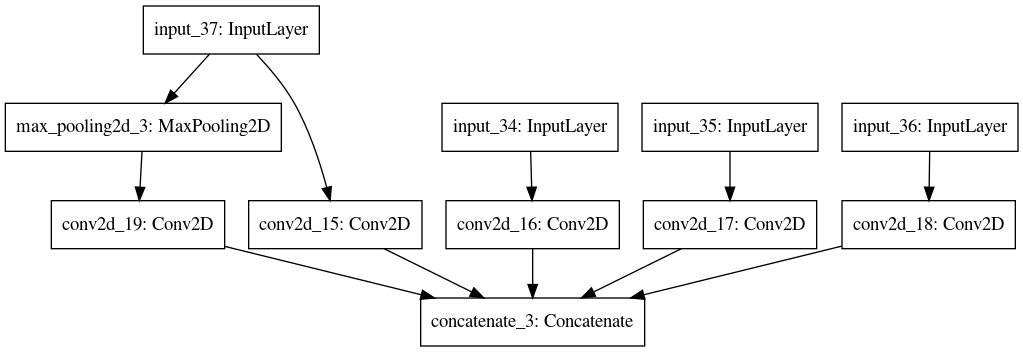 input_37: InputLayer
max_pooling2d_3: MaxPooling2D
input_34: InputLayer
input_35: InputLayer
input_36: InputLayer
conv2d_19: Conv2D
conv2d_15: Conv2D
conv2d_16: Conv2D
conv2d_17: Conv2D
conv2d_18: Conv2D
concatenate_3: Concatenate